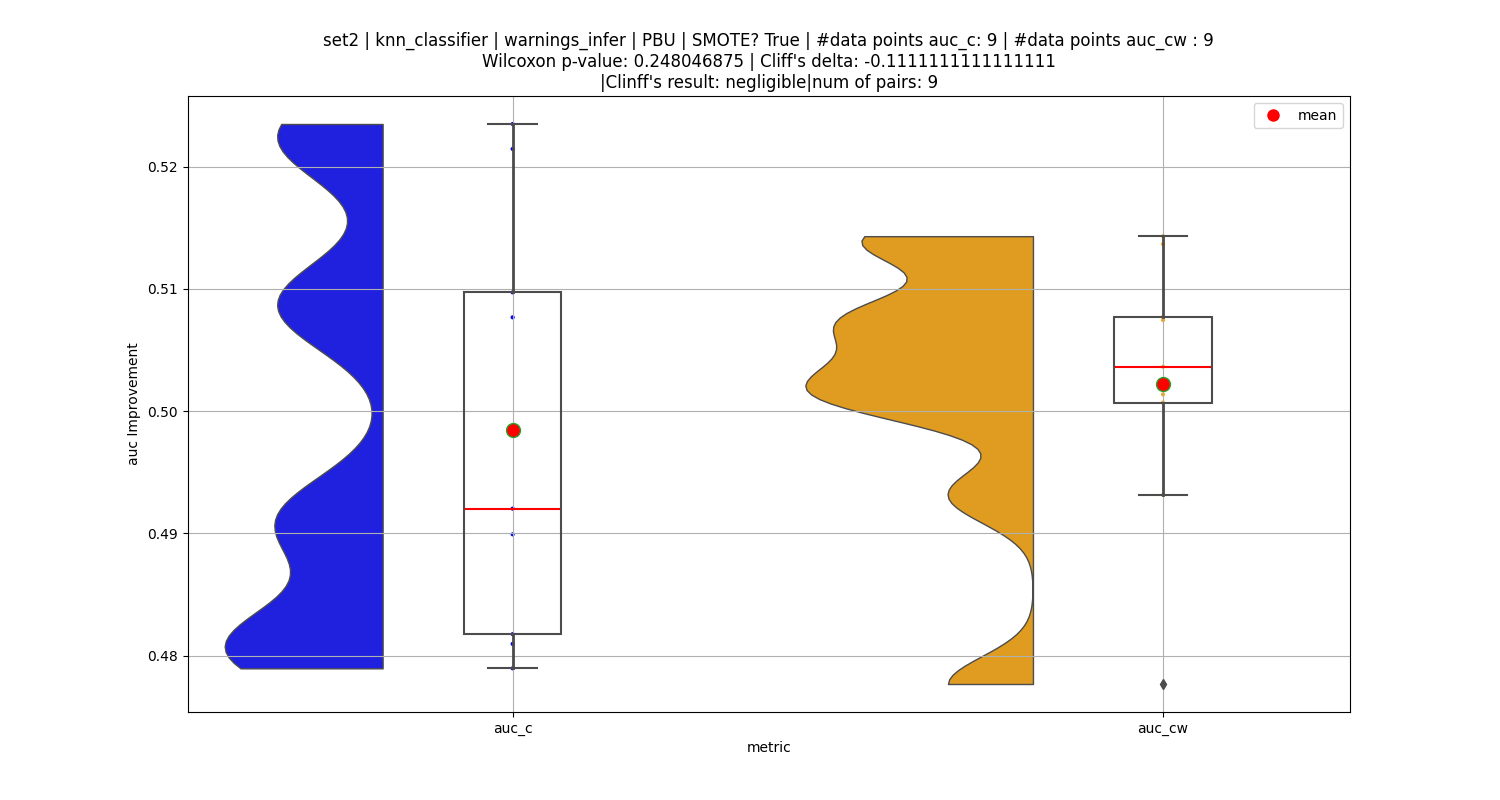 set2 | knn_classifier | warnings_infer | PBU | SMOTE? True | #data points auc_c: 9 | #data points auc_cw : 9
Wilcoxon p-value: 0.248046875 | Cliff's delta: -0.1111111111111111
|Clinff's result: negligible|num of pairs: 9
mean
0.52
0.51
0.50
0.49
0.48
auc Improvement
auc_c
auc_cw
metric